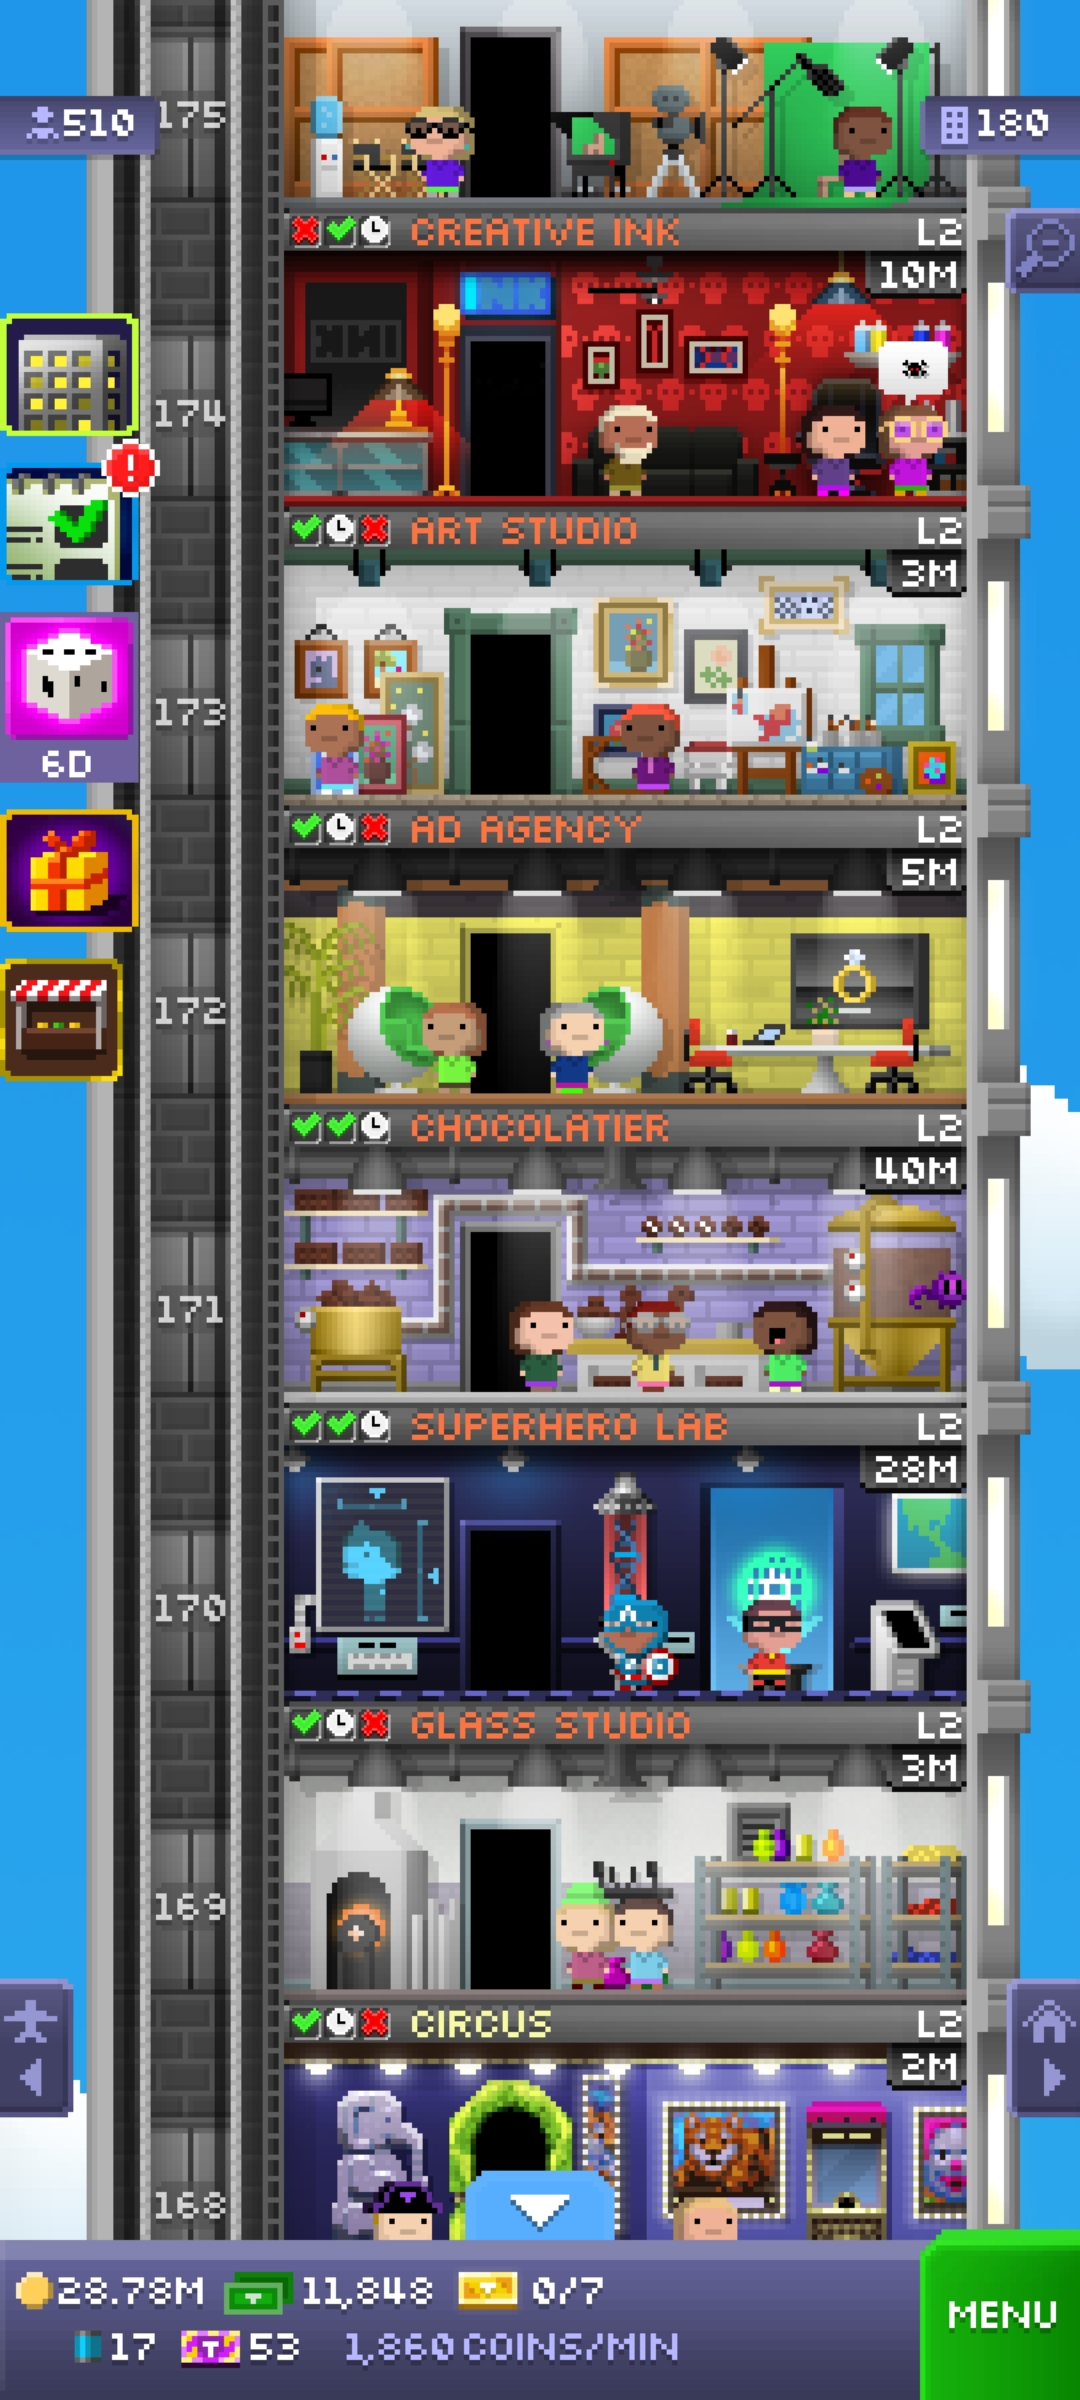 175
510
180
CREATIVE INK L2
10M
INK
174
ART STUDIO L2
3M
173
6D
AD AGENCY L2
5M
172
CHOCOLATIER L2
40M
171
SUPERHERO LAB L2
28M
170
GLASS STUDIO L2
3M
169
CIRCUS L2
2M
168
28.78M 11,848 0/7
MENU
17 53 1,860 COINS/MIN